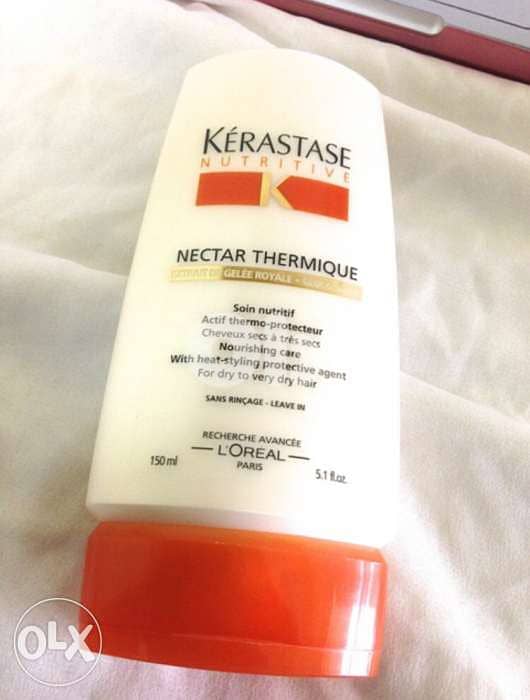 KÉRASTASE
NUTRITIVE
K
NECTAR THERMIQUE
EXTRAIT DE GELÉE ROYALE -
Soin nutritif
Actif thermo-protecteur
Cheveux secs à très secs
Nourishing care
With heat-styling protective agent
For dry to very dry hair
SANS RINÇAGE - LEAVE IN
RECHERCHE AVANCÉE
L'ORÉAL
PARIS
150 ml
5.1 fl.oz.
OLX